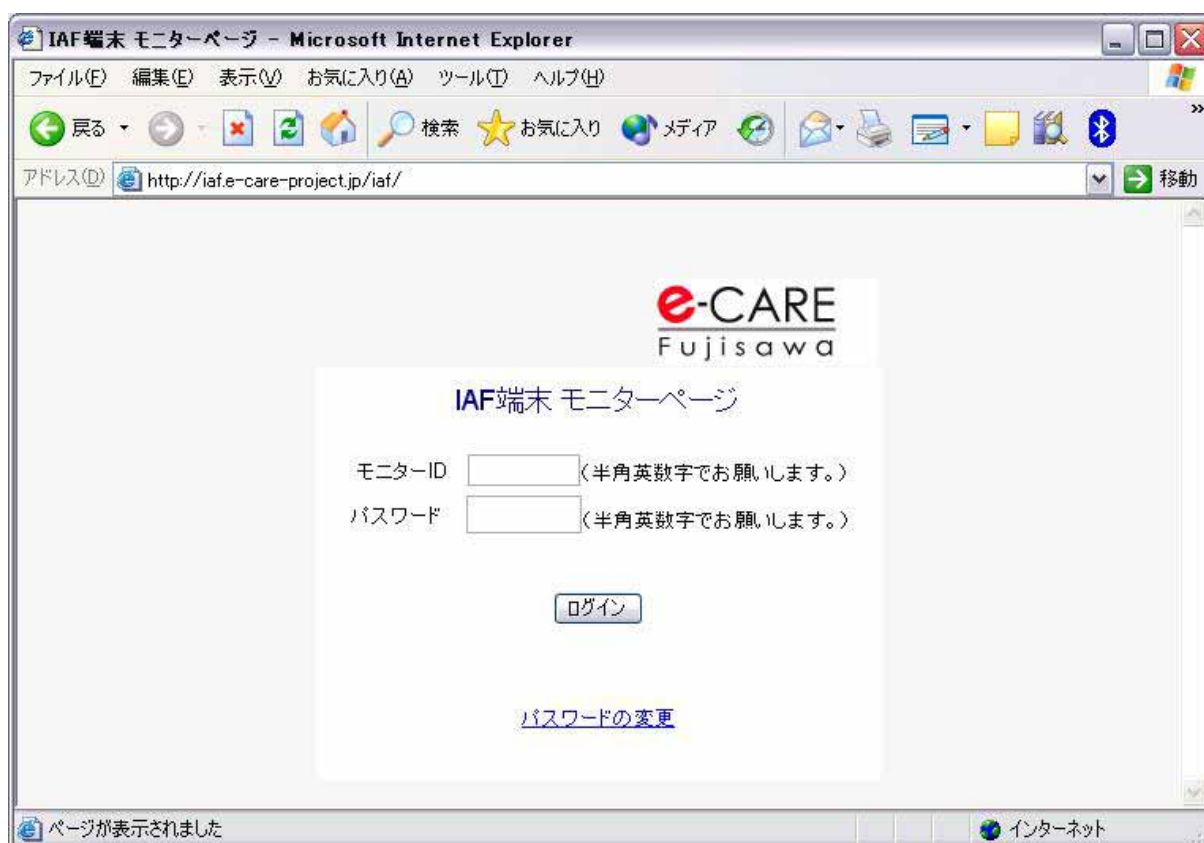 IAF端末 モニターページ - Microsoft Internet Explorer
ファイル(F) 編集(E) 表示(V) お気に入り(A) ツール(T) ヘルプ(H)
戻る 検索 お気に入り メディア »
アドレス(D) http://iaf.e-care-project.jp/iaf/ 移動
e-CARE
Fujisawa
IAF端末 モニターページ
モニターID (半角英数字でお願いします。)
パスワード (半角英数字でお願いします。)
ログイン
パスワードの変更
ページが表示されました インターネット